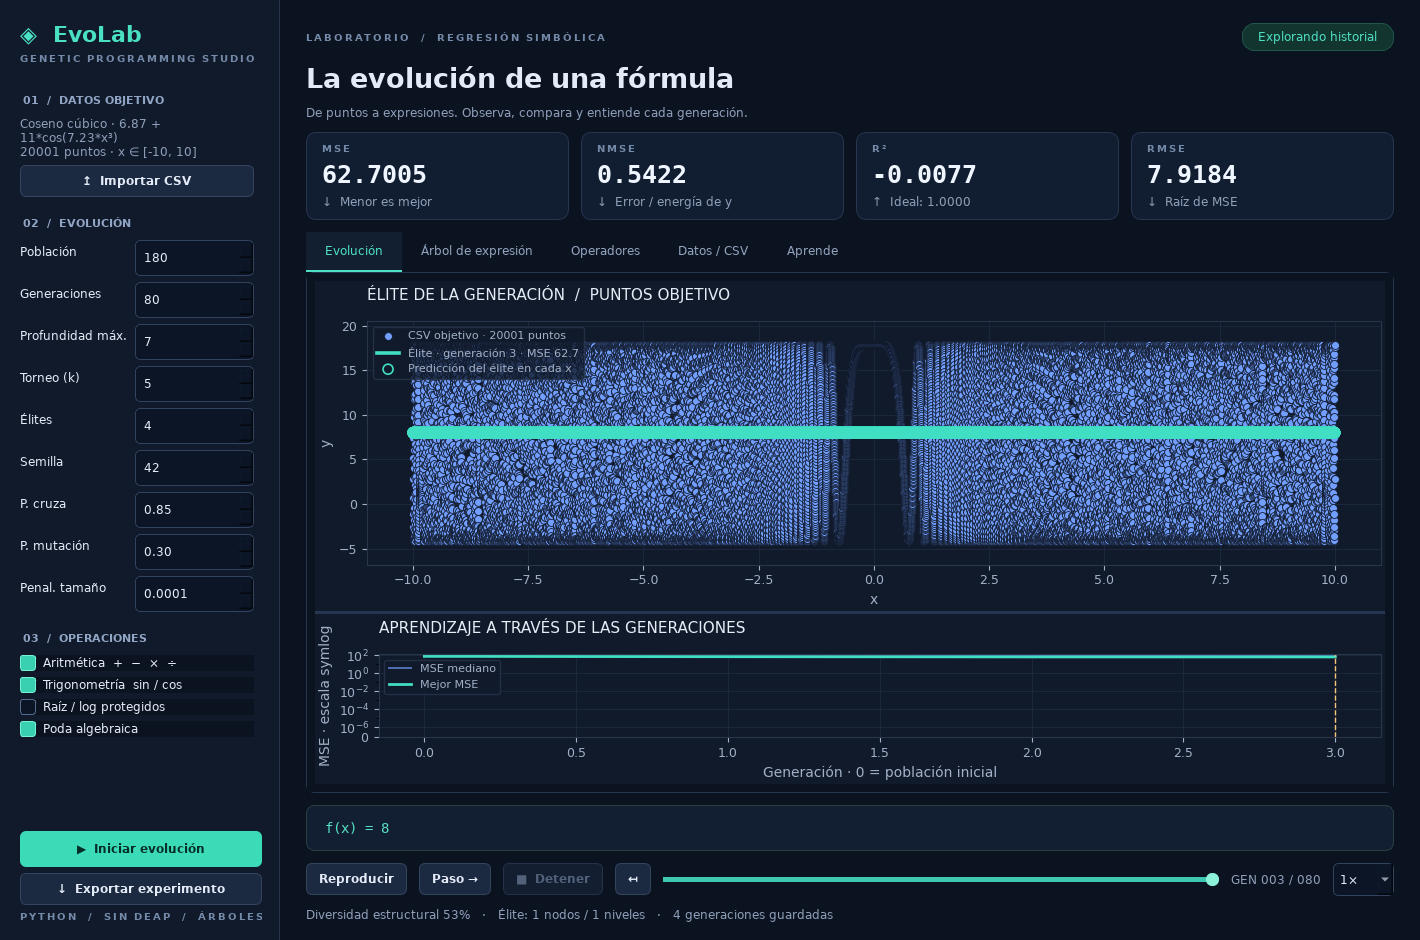 ◈ EvoLab
GENETIC PROGRAMMING STUDIO
01 / DATOS OBJETIVO
Coseno cúbico · 6.87 +
11*cos(7.23*x³)
20001 puntos · x ∈ [-10, 10]
↥ Importar CSV
02 / EVOLUCIÓN
Población 180
Generaciones 80
Profundidad máx. 7
Torneo (k) 5
Élites 4
Semilla 42
P. cruza 0.85
P. mutación 0.30
Penal. tamaño 0.0001
03 / OPERACIONES
Aritmética + − × ÷
Trigonometría sin / cos
Raíz / log protegidos
Poda algebraica
▶ Iniciar evolución
↓ Exportar experimento
PYTHON / SIN DEAP / ÁRBOLES
LABORATORIO / REGRESIÓN SIMBÓLICA
Explorando historial
La evolución de una fórmula
De puntos a expresiones. Observa, compara y entiende cada generación.
MSE
62.7005
↓ Menor es mejor
NMSE
0.5422
↓ Error / energía de y
R²
-0.0077
↑ Ideal: 1.0000
RMSE
7.9184
↓ Raíz de MSE
Evolución Árbol de expresión Operadores Datos / CSV Aprende
ÉLITE DE LA GENERACIÓN / PUNTOS OBJETIVO
CSV objetivo · 20001 puntos
Élite · generación 3 · MSE 62.7
Predicción del élite en cada x
20
15
10
5
0
−5
y
−10.0 −7.5 −5.0 −2.5 0.0 2.5 5.0 7.5 10.0
x
APRENDIZAJE A TRAVÉS DE LAS GENERACIONES
MSE mediano
Mejor MSE
10²
10⁰
10⁻²
10⁻⁴
10⁻⁶
0
MSE · escala symlog
0.0 0.5 1.0 1.5 2.0 2.5 3.0
Generación · 0 = población inicial
f(x) = 8
Reproducir Paso → ■ Detener ↤ GEN 003 / 080 1×
Diversidad estructural 53% · Élite: 1 nodos / 1 niveles · 4 generaciones guardadas